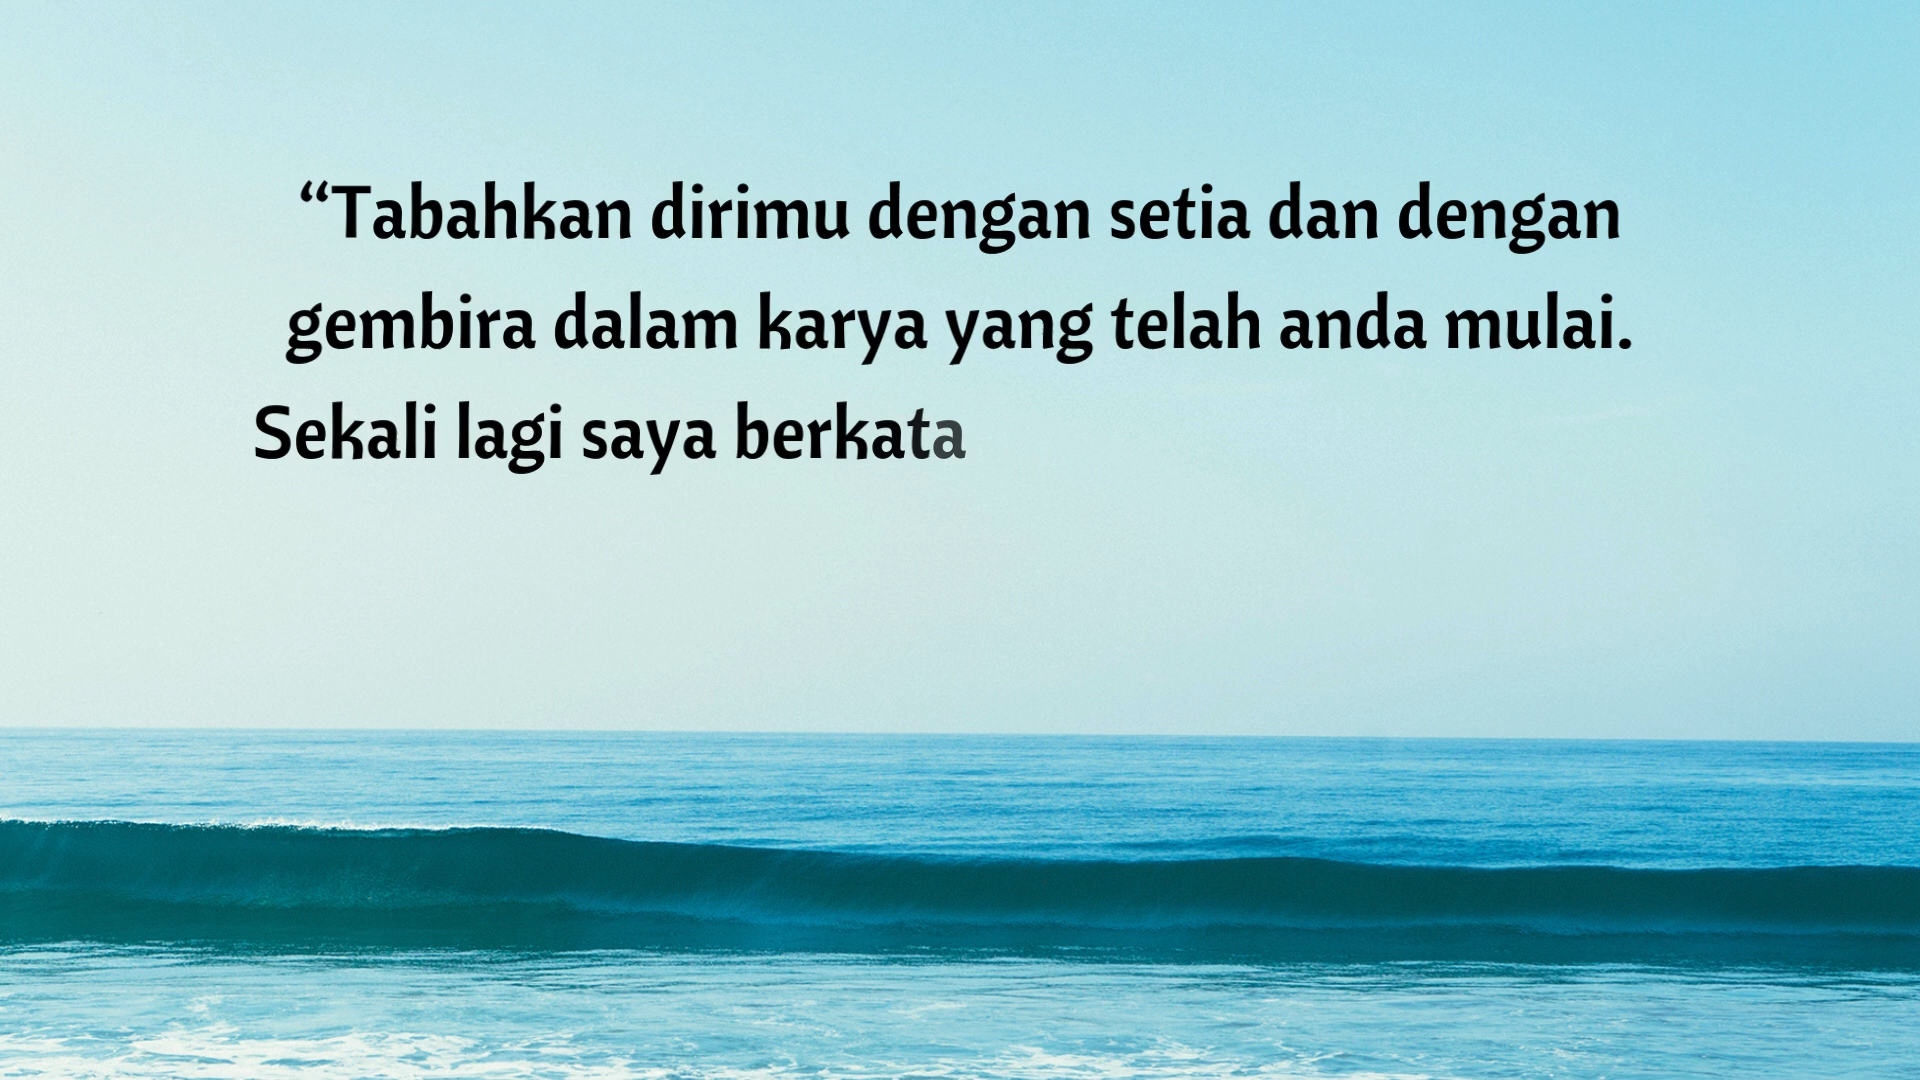 “Tabahkan dirimu dengan setia dan dengan
gembira dalam karya yang telah anda mulai.
Sekali lagi saya berkata